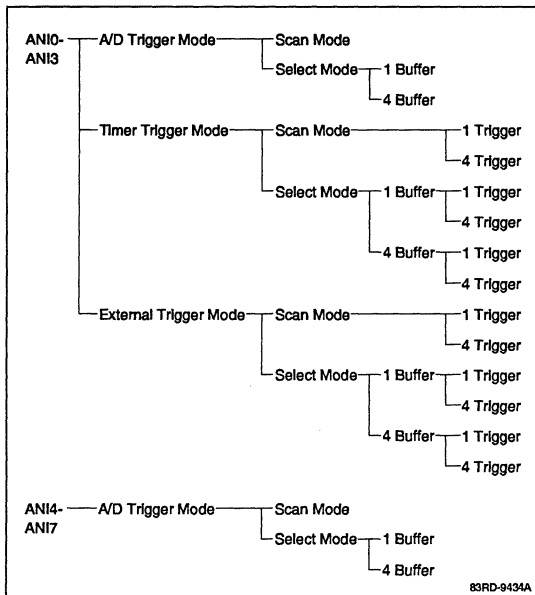 ANI0- A/D Trigger Mode Scan Mode
ANI3 Select Mode 1 Buffer
4 Buffer
Timer Trigger Mode Scan Mode 1 Trigger
4 Trigger
Select Mode 1 Buffer 1 Trigger
4 Trigger
4 Buffer 1 Trigger
4 Trigger
External Trigger Mode Scan Mode 1 Trigger
4 Trigger
Select Mode 1 Buffer 1 Trigger
4 Trigger
4 Buffer 1 Trigger
4 Trigger
ANI4- A/D Trigger Mode Scan Mode
ANI7 Select Mode 1 Buffer
4 Buffer
83RD-9434A